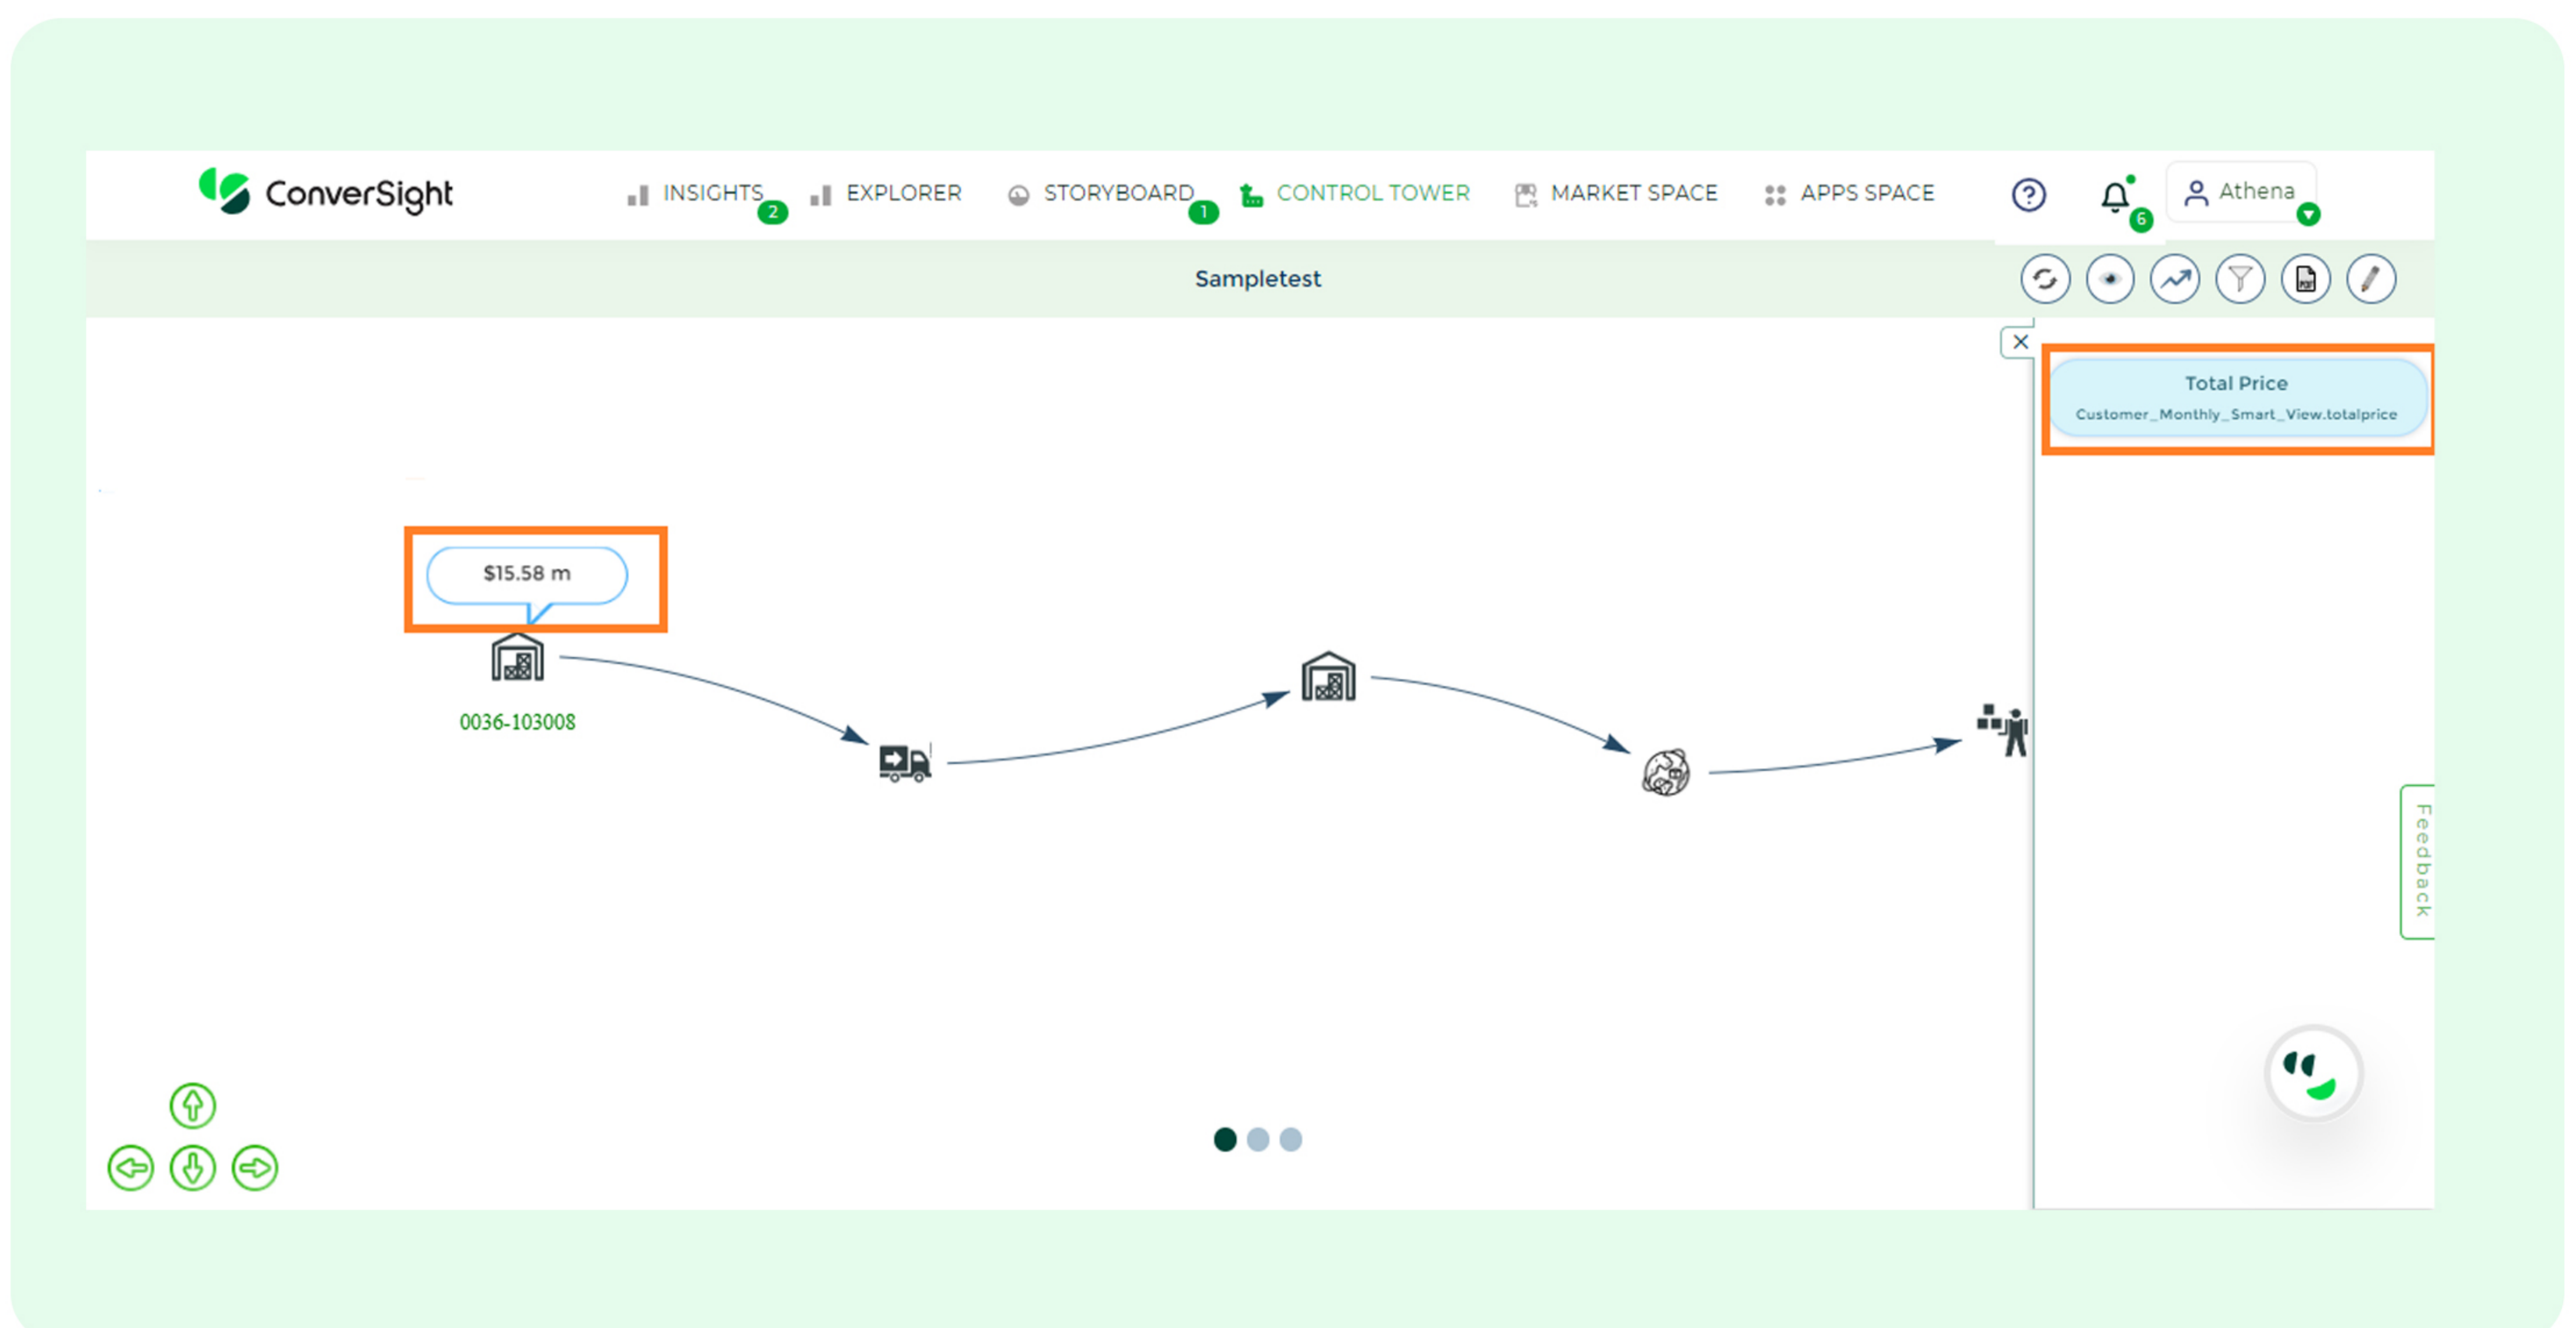 ConverSight
INSIGHTS
2
EXPLORER
STORYBOARD
1
CONTROL TOWER
MARKET SPACE
APPS SPACE
?
6
Athena
Sampletest
PDF
Total Price
Customer_Monthly_Smart_View.totalprice
$15.58 m
0036-103008
Feedback